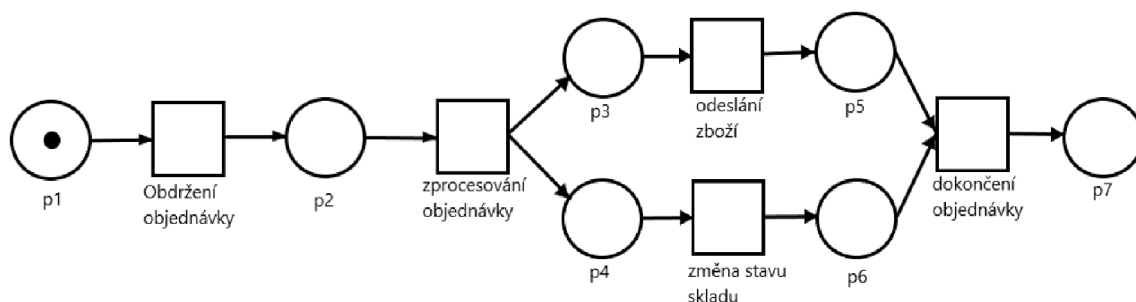 p1
Obdržení
objednávky
p2
zprocesování
objednávky
p3
odeslání
zboží
p5
p4
změna stavu
skladu
p6
dokončení
objednávky
p7